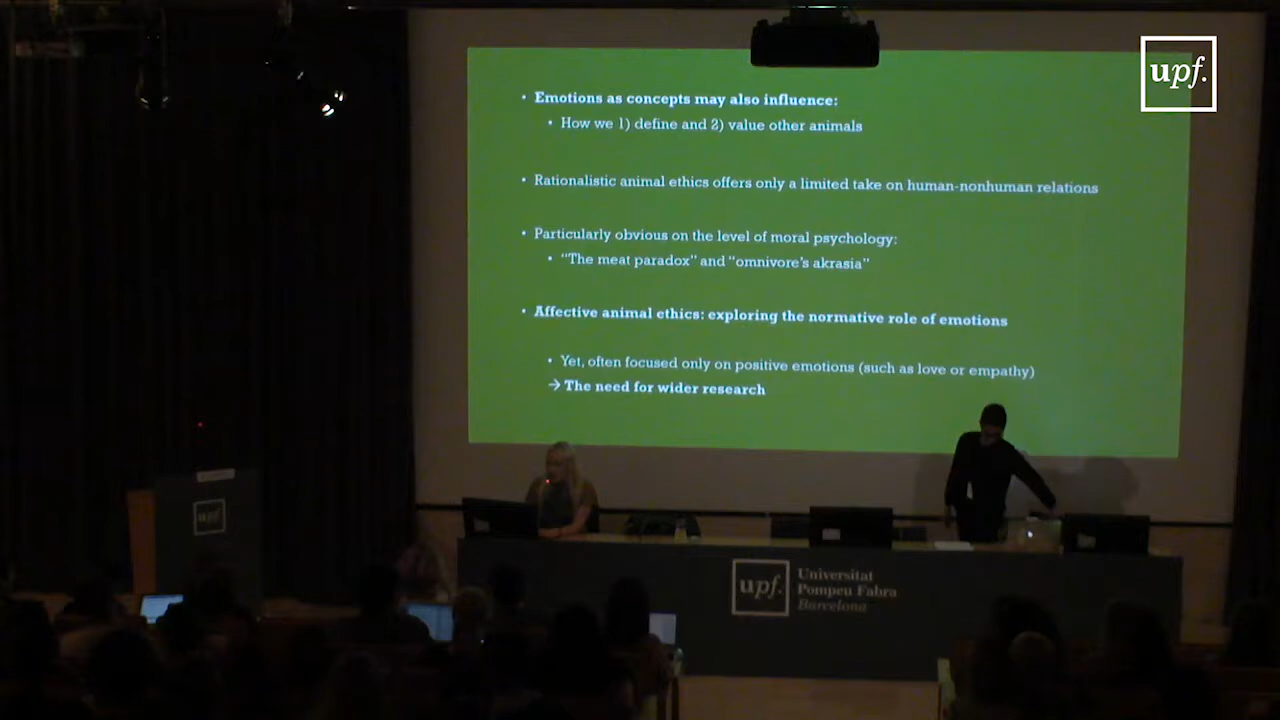 upf.
• Emotions as concepts may also influence:
• How we 1) define and 2) value other animals
• Rationalistic animal ethics offers only a limited take on human-nonhuman relations
• Particularly obvious on the level of moral psychology:
• "The meat paradox" and "omnivore's akrasia"
• Affective animal ethics: exploring the normative role of emotions
• Yet, often focused only on positive emotions (such as love or empathy)
→ The need for wider research
upf.
upf.
Universitat
Pompeu Fabra
Barcelona